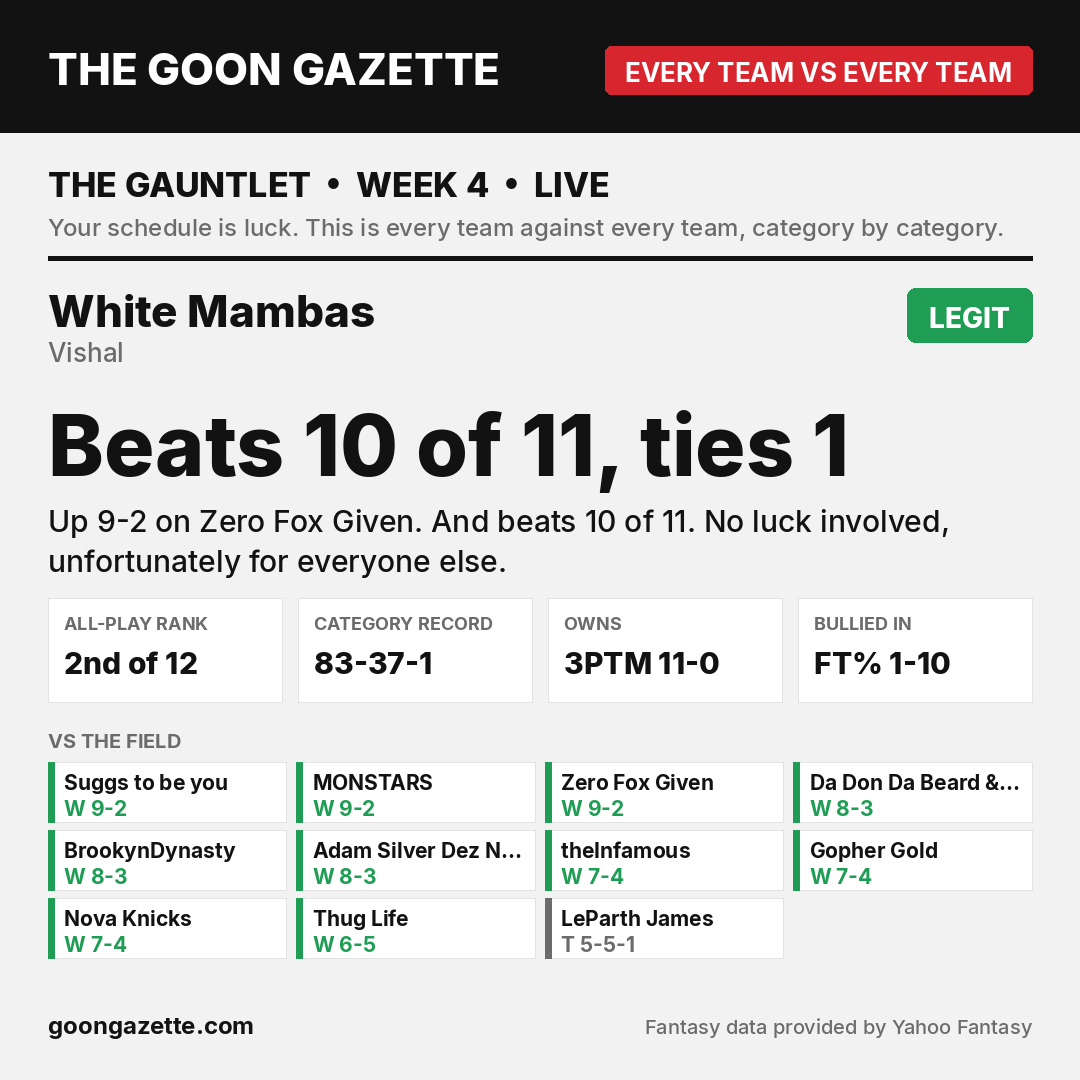 THE GOON GAZETTE
EVERY TEAM VS EVERY TEAM
THE GAUNTLET • WEEK 4 • LIVE
Your schedule is luck. This is every team against every team, category by category.
White Mambas
LEGIT
Vishal
Beats 10 of 11, ties 1
Up 9-2 on Zero Fox Given. And beats 10 of 11. No luck involved,
unfortunately for everyone else.
ALL-PLAY RANK
2nd of 12
CATEGORY RECORD
83-37-1
OWNS
3PTM 11-0
BULLIED IN
FT% 1-10
VS THE FIELD
Suggs to be you
W 9-2
MONSTARS
W 9-2
Zero Fox Given
W 9-2
Da Don Da Beard &...
W 8-3
BrookynDynasty
W 8-3
Adam Silver Dez N...
W 8-3
theInfamous
W 7-4
Gopher Gold
W 7-4
Nova Knicks
W 7-4
Thug Life
W 6-5
LeParth James
T 5-5-1
goongazette.com
Fantasy data provided by Yahoo Fantasy